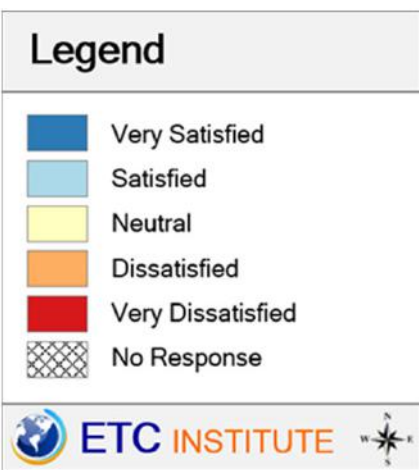 Legend
Very Satisfied
Satisfied
Neutral
Dissatisfied
Very Dissatisfied
No Response
ETC INSTITUTE
N
W E
S